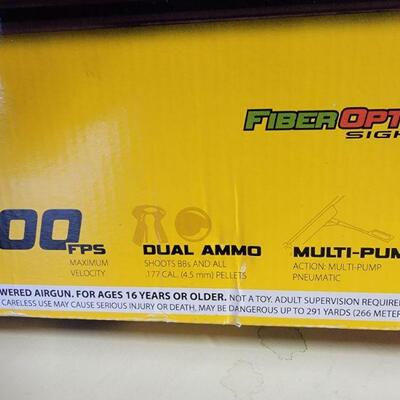 FIBER OPT
SIGH
00 FPS
MAXIMUM
VELOCITY
DUAL AMMO
SHOOTS BBs AND ALL
.177 CAL. (4.5 mm) PELLETS
MULTI-PUM
ACTION: MULTI-PUMP
PNEUMATIC
WERED AIRGUN. FOR AGES 16 YEARS OR OLDER. NOT A TOY. ADULT SUPERVISION REQUIRE
CARELESS USE MAY CAUSE SERIOUS INJURY OR DEATH. MAY BE DANGEROUS UP TO 291 YARDS (266 METER